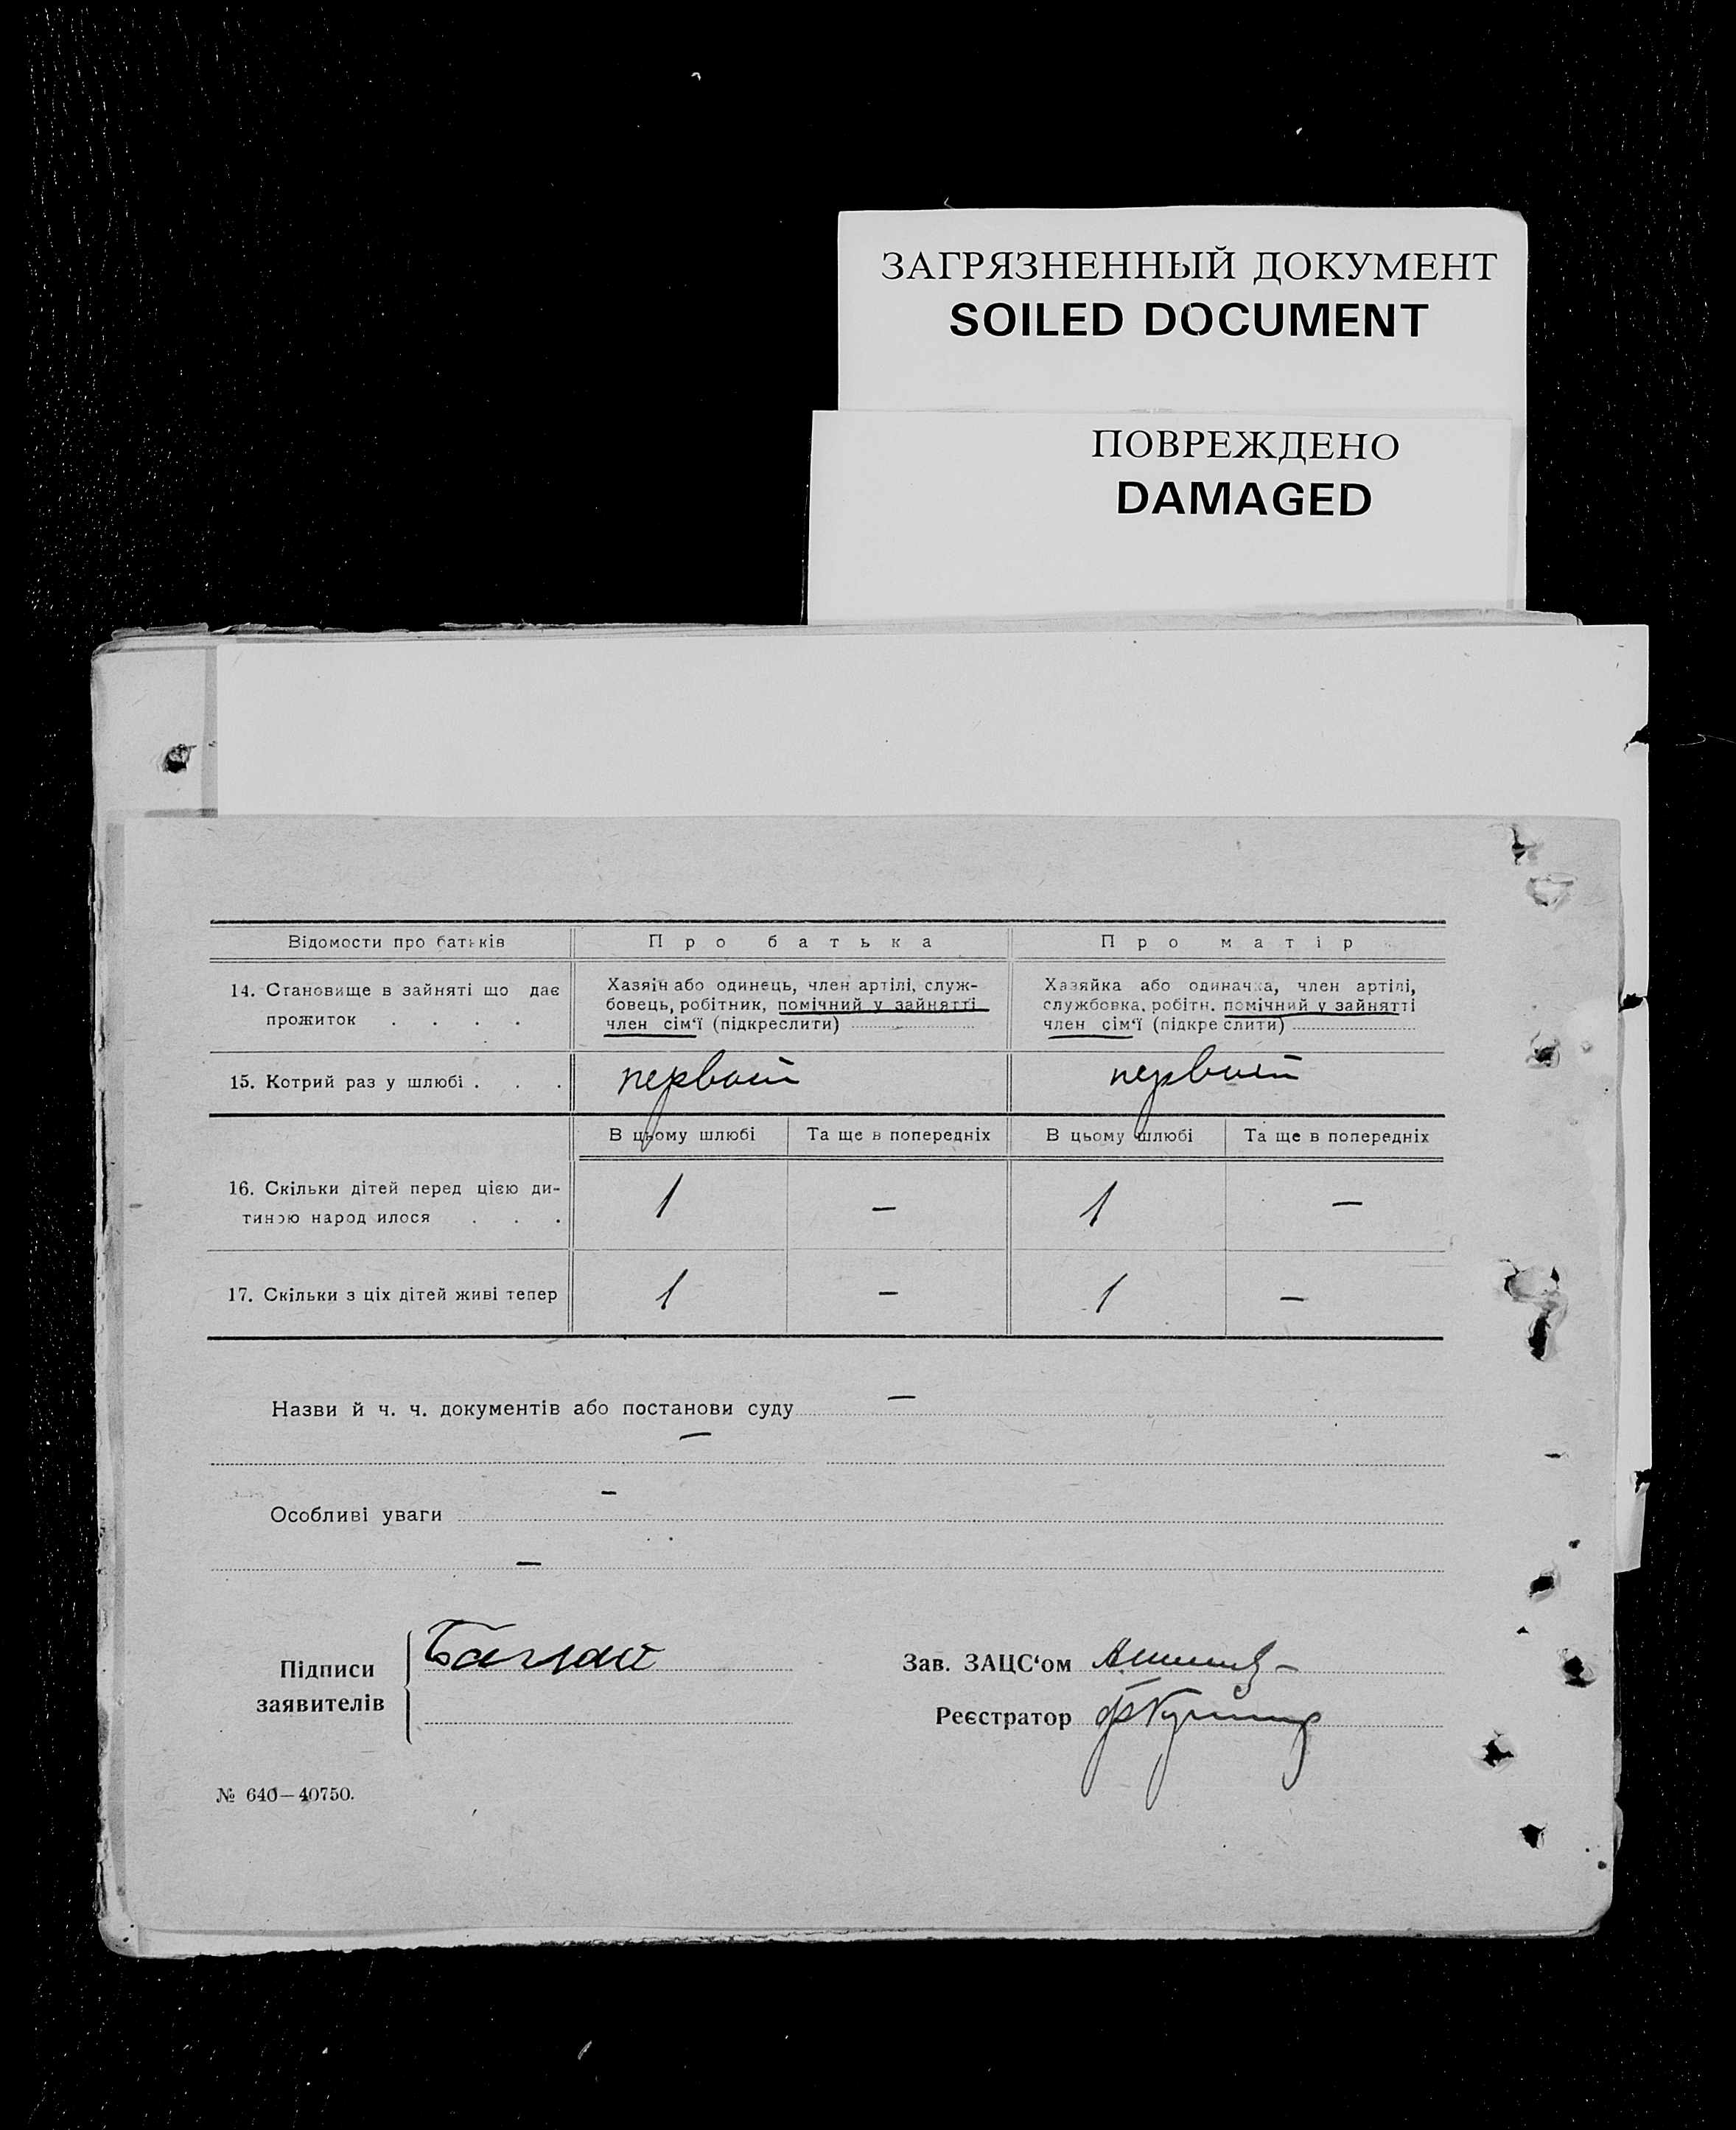 ЗАГРЯЗНЕННЫЙ ДОКУМЕНТ
SOILED DOCUMENT
ПОВРЕЖДЕНО
DAMAGED
Відомости про батьків
Про батька
Про матір
14. Становище в зайняті що дає
прожиток . . . .
Хазяїн або одинець, член артілі, служ-
бовець, робітник, помічний у зайнятті
член сім'ї (підкреслити)
Хазяйка або одиначка, член артілі,
службовка, робітн. помічний у зайнятті
член сім'ї (підкреслити)
15. Котрий раз у шлюбі . . .
первый
первый
В цьому шлюбі
Та ще в попередніх
В цьому шлюбі
Та ще в попередніх
16. Скільки дітей перед цією ди-
тиною народилося . . .
1
—
1
—
17. Скільки з ціх дітей живі тепер
1
—
1
—
Назви й ч. ч. документів або постанови суду —
—
Особливі уваги —
—
Підписи
заявителів
Зав. ЗАЦС'ом
Реєстратор
№ 640—40750.